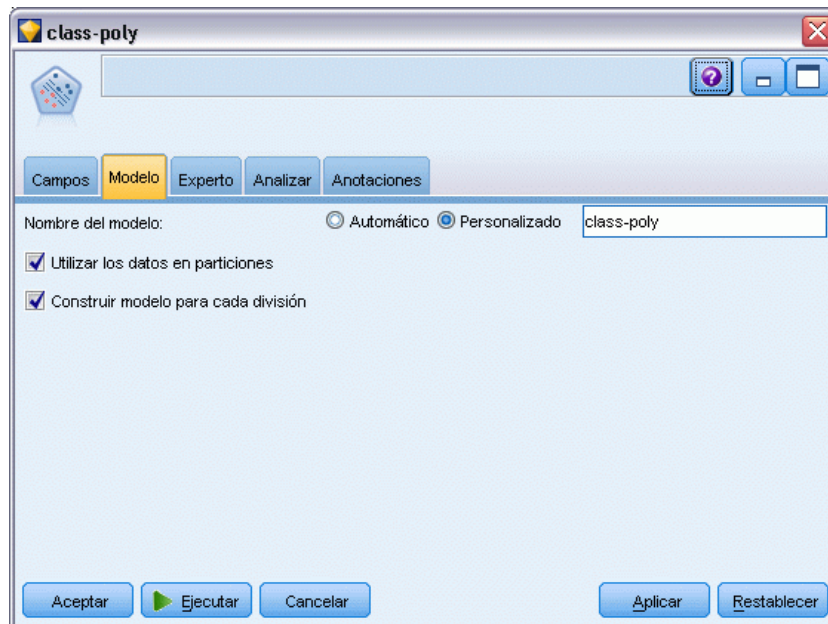 class-poly
Campos Modelo Experto Analizar Anotaciones
Nombre del modelo: Automático Personalizado class-poly
Utilizar los datos en particiones
Construir modelo para cada división
Aceptar Ejecutar Cancelar Aplicar Restablecer